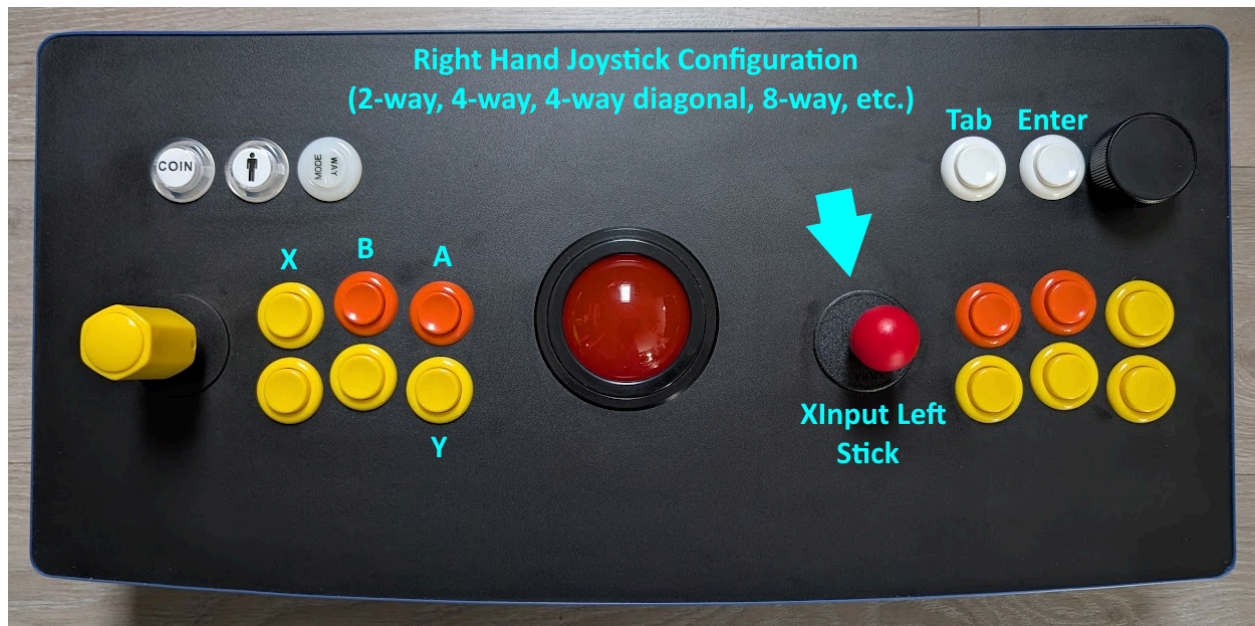 Right Hand Joystick Configuration
(2-way, 4-way, 4-way diagonal, 8-way, etc.)
Tab
Enter
COIN
MODE
WAY
X
B
A
XInput Left
Stick
Y